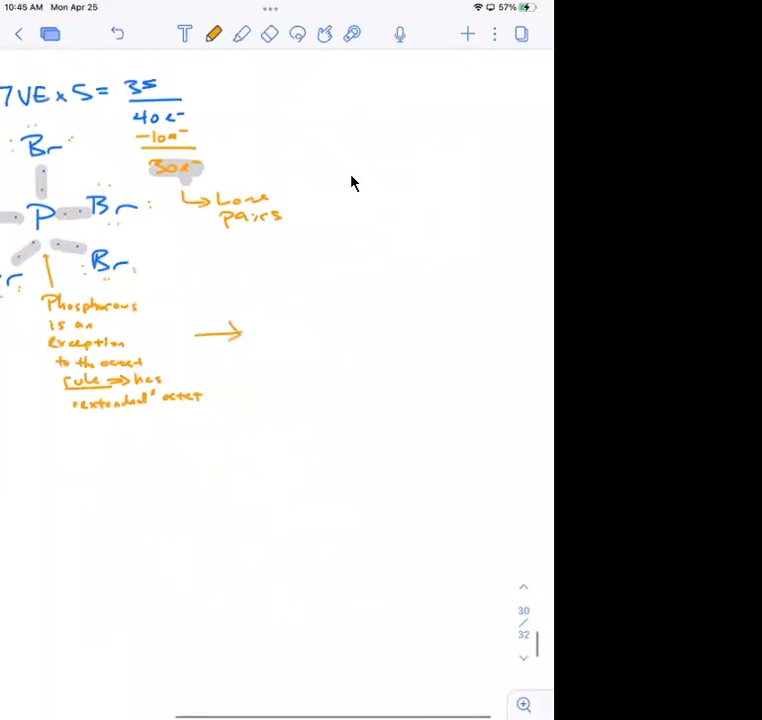 10:45 AM Mon Apr 25
57%
7VE x 5 = 35
40e-
-10e-
30e-
Br
P
Br
Br
Lone
pairs
Phosphorous
is an
exception
to the octet
rule => has
"extended" octet
30
/
32